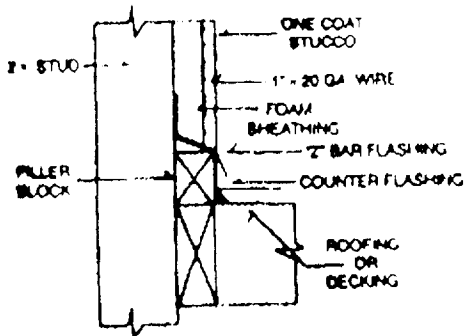 ONE COAT
STUCCO
2 x STUD
1" x 20 GA. WIRE
FOAM
SHEATHING
"Z" BAR FLASHING
FILLER
BLOCK
COUNTER FLASHING
ROOFING
OR
DECKING